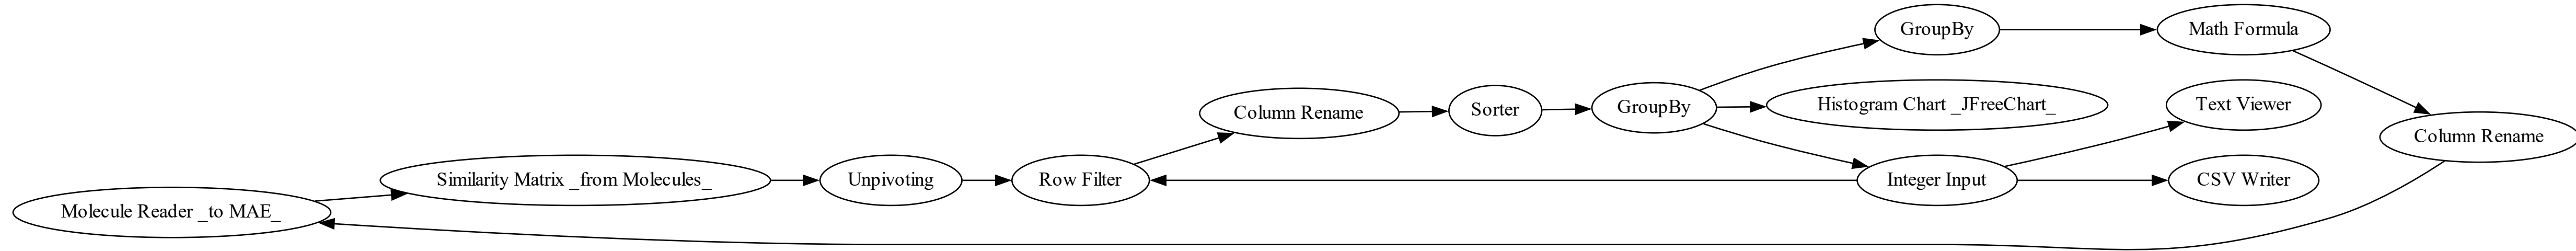 Molecule Reader _to MAE_
Similarity Matrix _from Molecules_
Unpivoting
Row Filter
Column Rename
Sorter
GroupBy
GroupBy
Histogram Chart _JFreeChart_
Integer Input
Math Formula
Text Viewer
CSV Writer
Column Rename